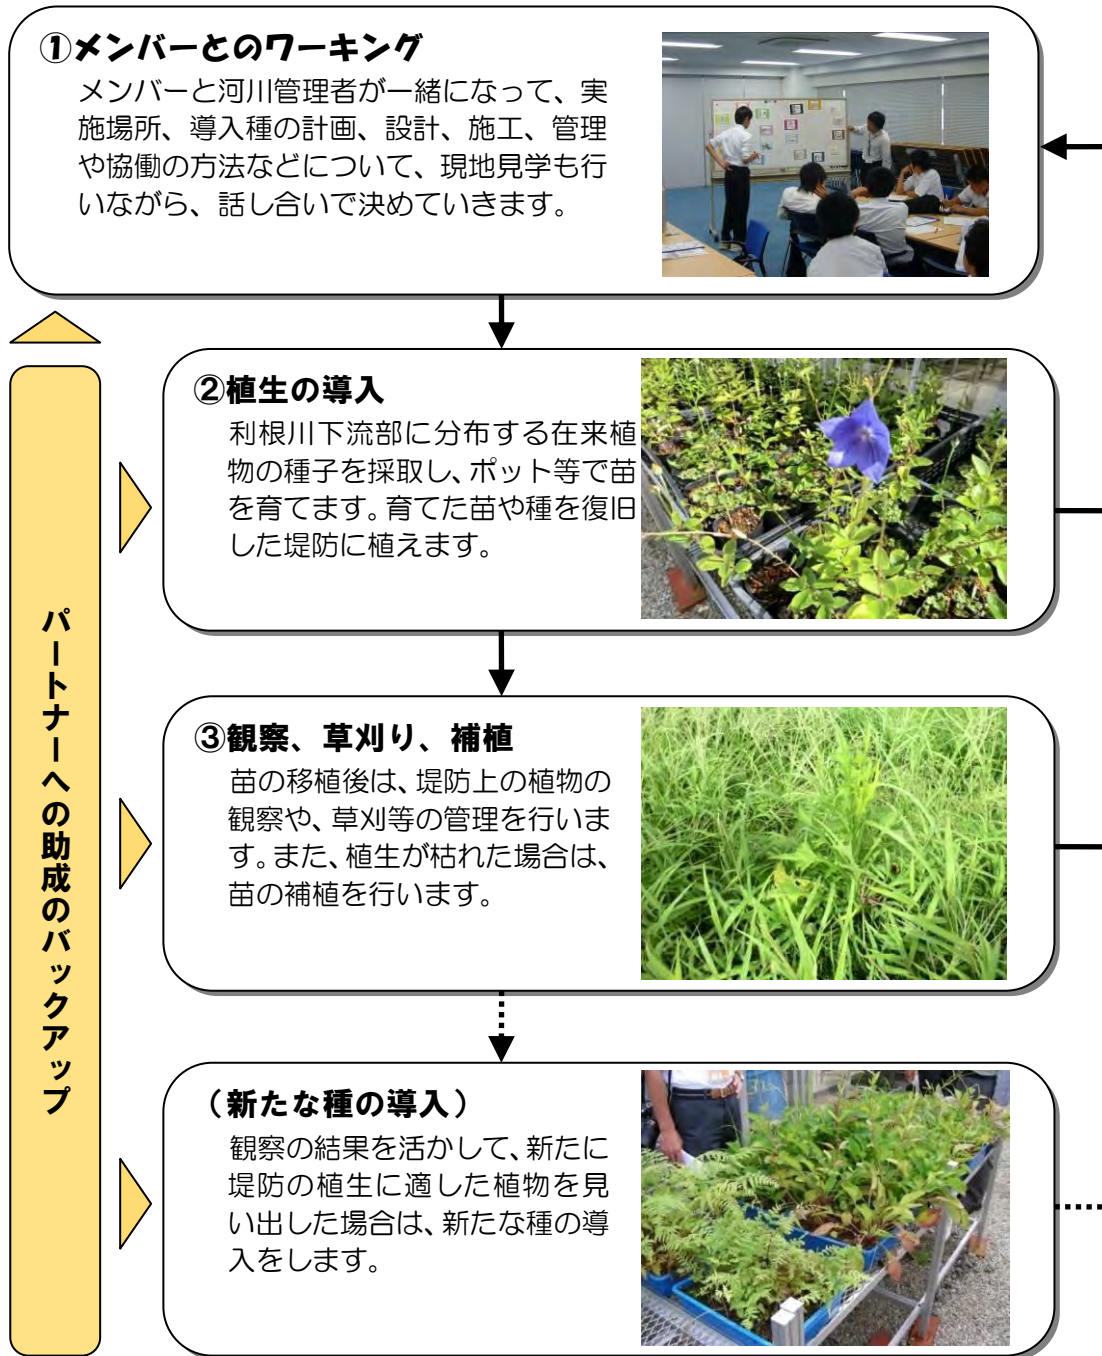 ①メンバーとのワーキング
メンバーと河川管理者が一緒になって、実
施場所、導入種の計画、設計、施工、管理
や協働の方法などについて、現地見学も行
いながら、話し合いで決めていきます。
②植生の導入
利根川下流部に分布する在来植
物の種子を採取し、ポット等で苗
を育てます。育てた苗や種を復旧
した堤防に植えます。
③観察、草刈り、補植
苗の移植後は、堤防上の植物の
観察や、草刈等の管理を行いま
す。また、植生が枯れた場合は、
苗の補植を行います。
（新たな種の導入）
観察の結果を活かして、新たに
堤防の植生に適した植物を見
い出した場合は、新たな種の導
入をします。
パートナーへの助成のバックアップ